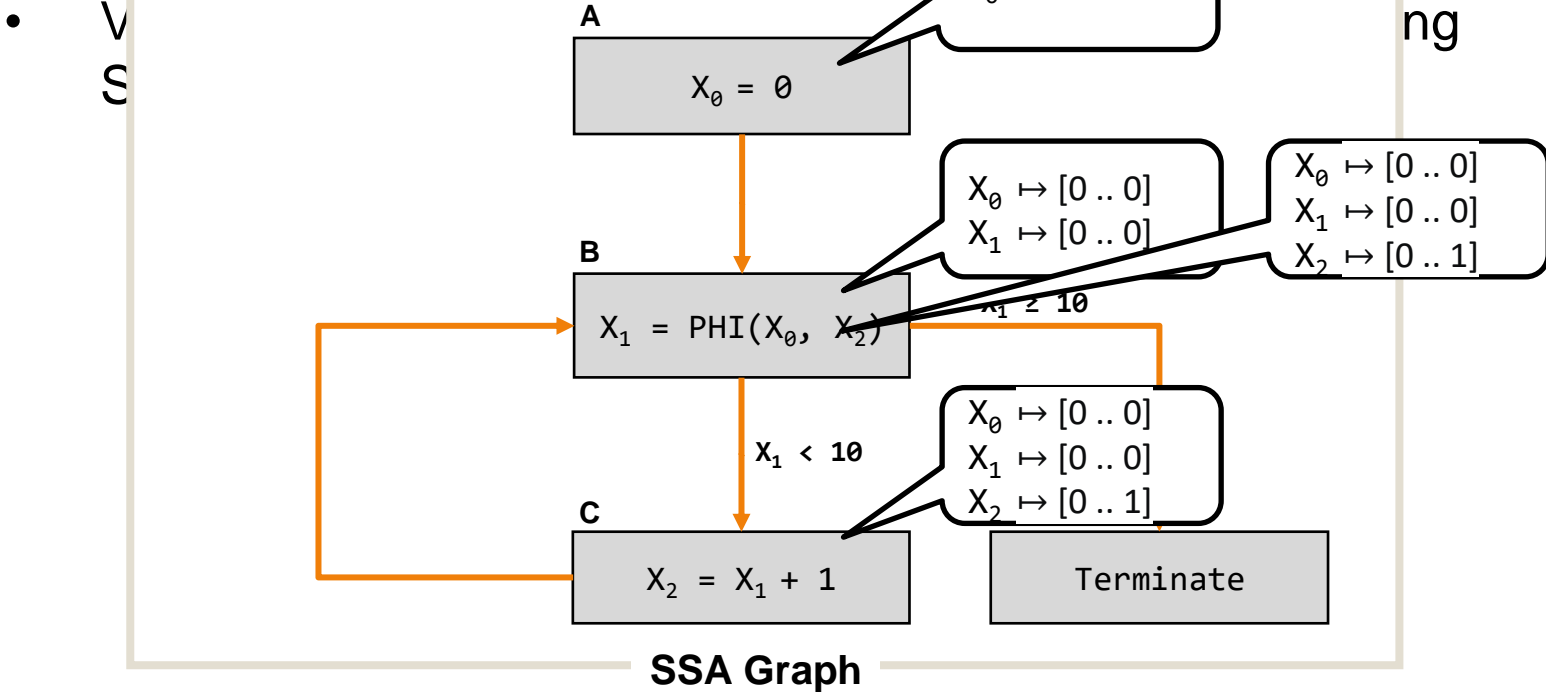 •
ng
A
X₀ = 0
X₀ ↦ [0 .. 0]
X₁ ↦ [0 .. 0]
X₀ ↦ [0 .. 0]
X₁ ↦ [0 .. 0]
X₂ ↦ [0 .. 1]
B
X₁ = PHI(X₀, X₂)
X₁ ≥ 10
X₁ < 10
X₀ ↦ [0 .. 0]
X₁ ↦ [0 .. 0]
X₂ ↦ [0 .. 1]
C
X₂ = X₁ + 1
Terminate
SSA Graph